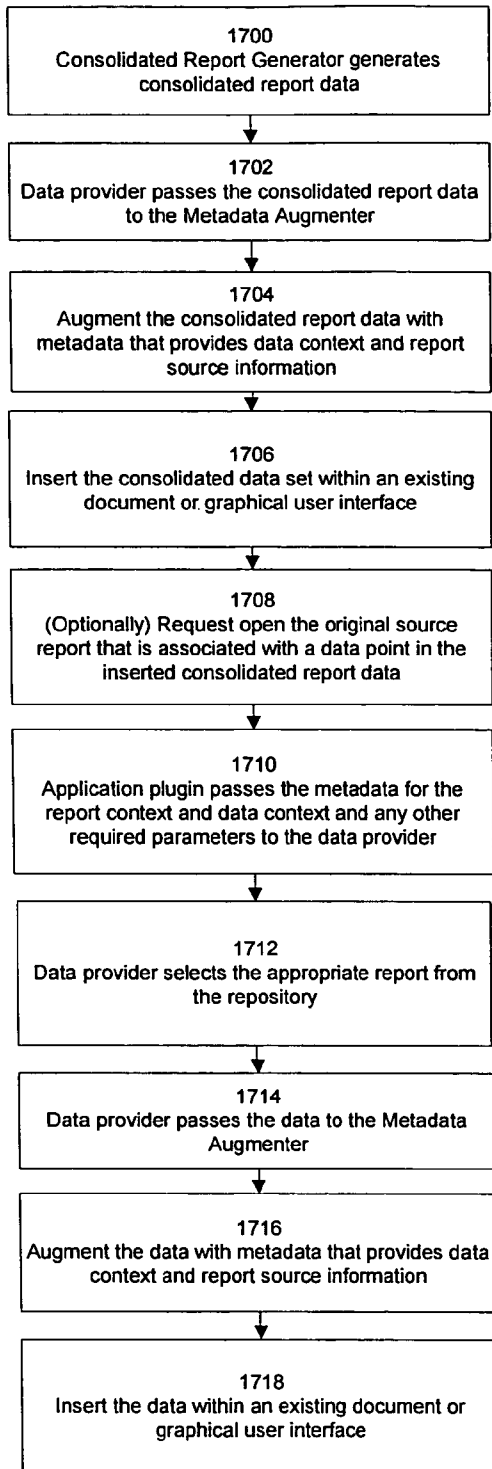 1700
Consolidated Report Generator generates
consolidated report data
1702
Data provider passes the consolidated report data
to the Metadata Augmenter
1704
Augment the consolidated report data with
metadata that provides data context and report
source information
1706
Insert the consolidated data set within an existing
document or graphical user interface
1708
(Optionally) Request open the original source
report that is associated with a data point in the
inserted consolidated report data
1710
Application plugin passes the metadata for the
report context and data context and any other
required parameters to the data provider
1712
Data provider selects the appropriate report from
the repository
1714
Data provider passes the data to the Metadata
Augmenter
1716
Augment the data with metadata that provides data
context and report source information
1718
Insert the data within an existing document or
graphical user interface